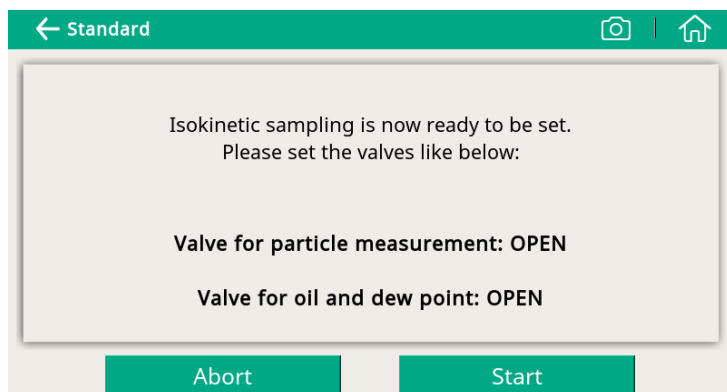 Standard
Isokinetic sampling is now ready to be set.
Please set the valves like below:
Valve for particle measurement: OPEN
Valve for oil and dew point: OPEN
Abort
Start